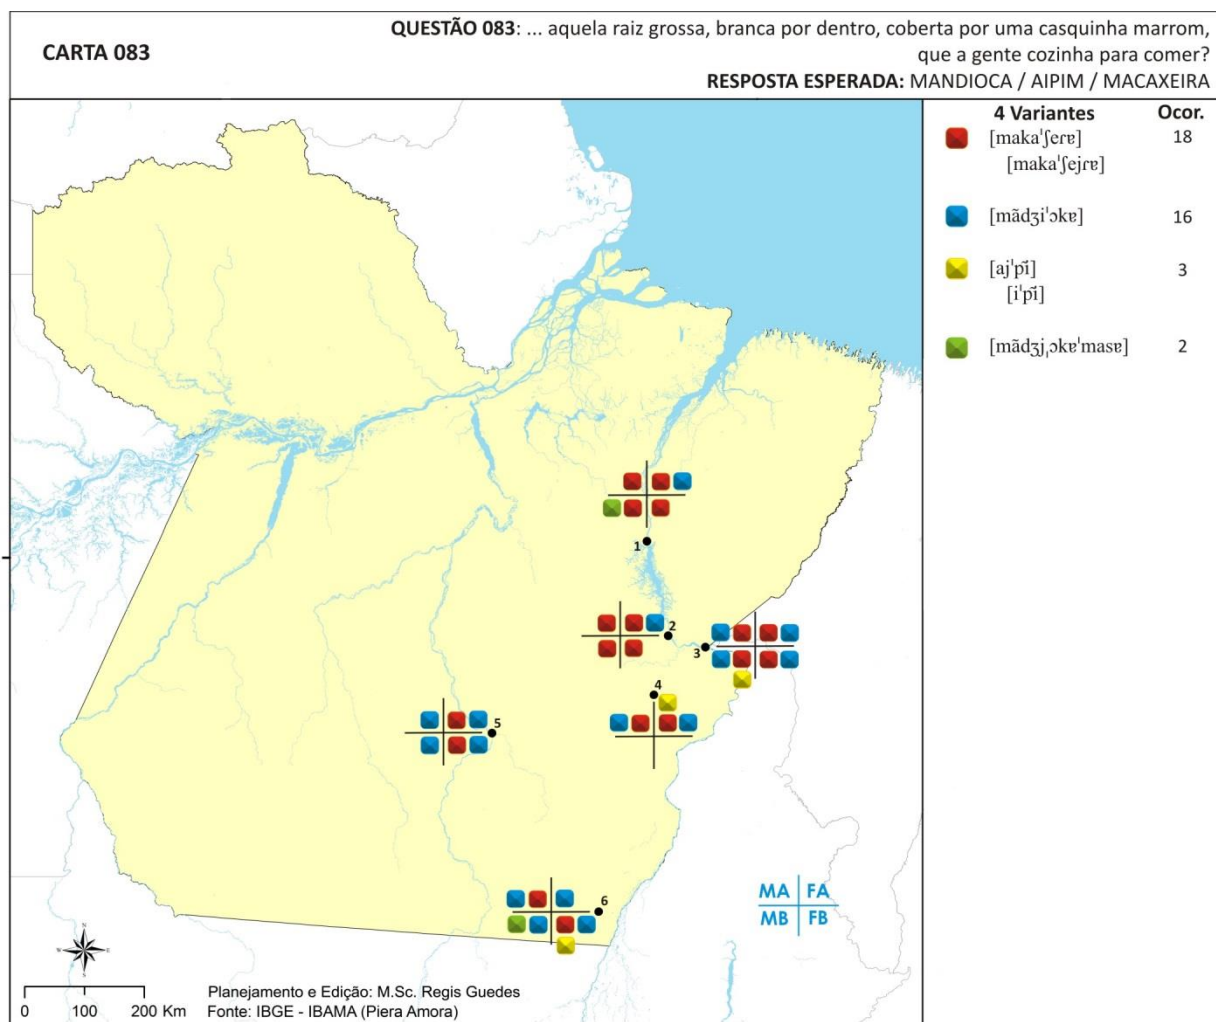 CARTA 083
QUESTÃO 083: ... aquela raiz grossa, branca por dentro, coberta por uma casquinha marrom,
que a gente cozinha para comer?
RESPOSTA ESPERADA: MANDIOCA / AIPIM / MACAXEIRA
4 Variantes Ocor.
[makaˈʃeɾɐ] 18
[makaˈʃejɾɐ]
[mãdʒiˈɔkɐ] 16
[ajˈpĩ] 3
[iˈpĩ]
[mãdʒjˌɔkɐˈmasɐ] 2
1
2
3
4
5
6
MA FA
MB FB
N
W E
S
0 100 200 Km
Planejamento e Edição: M.Sc. Regis Guedes
Fonte: IBGE - IBAMA (Piera Amora)